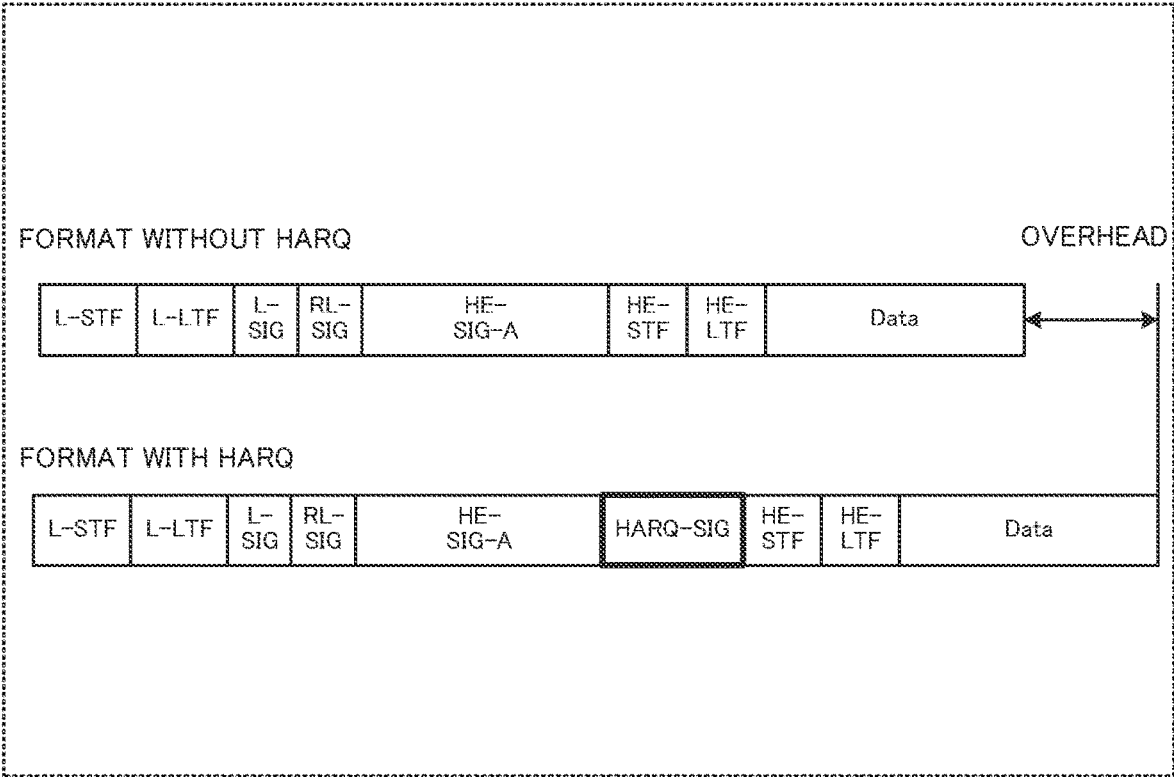 FORMAT WITHOUT HARQ
OVERHEAD
L-STF
L-LTF
L-
SIG
RL-
SIG
HE-
SIG-A
HE-
STF
HE-
LTF
Data
FORMAT WITH HARQ
L-STF
L-LTF
L-
SIG
RL-
SIG
HE-
SIG-A
HARQ-SIG
HE-
STF
HE-
LTF
Data